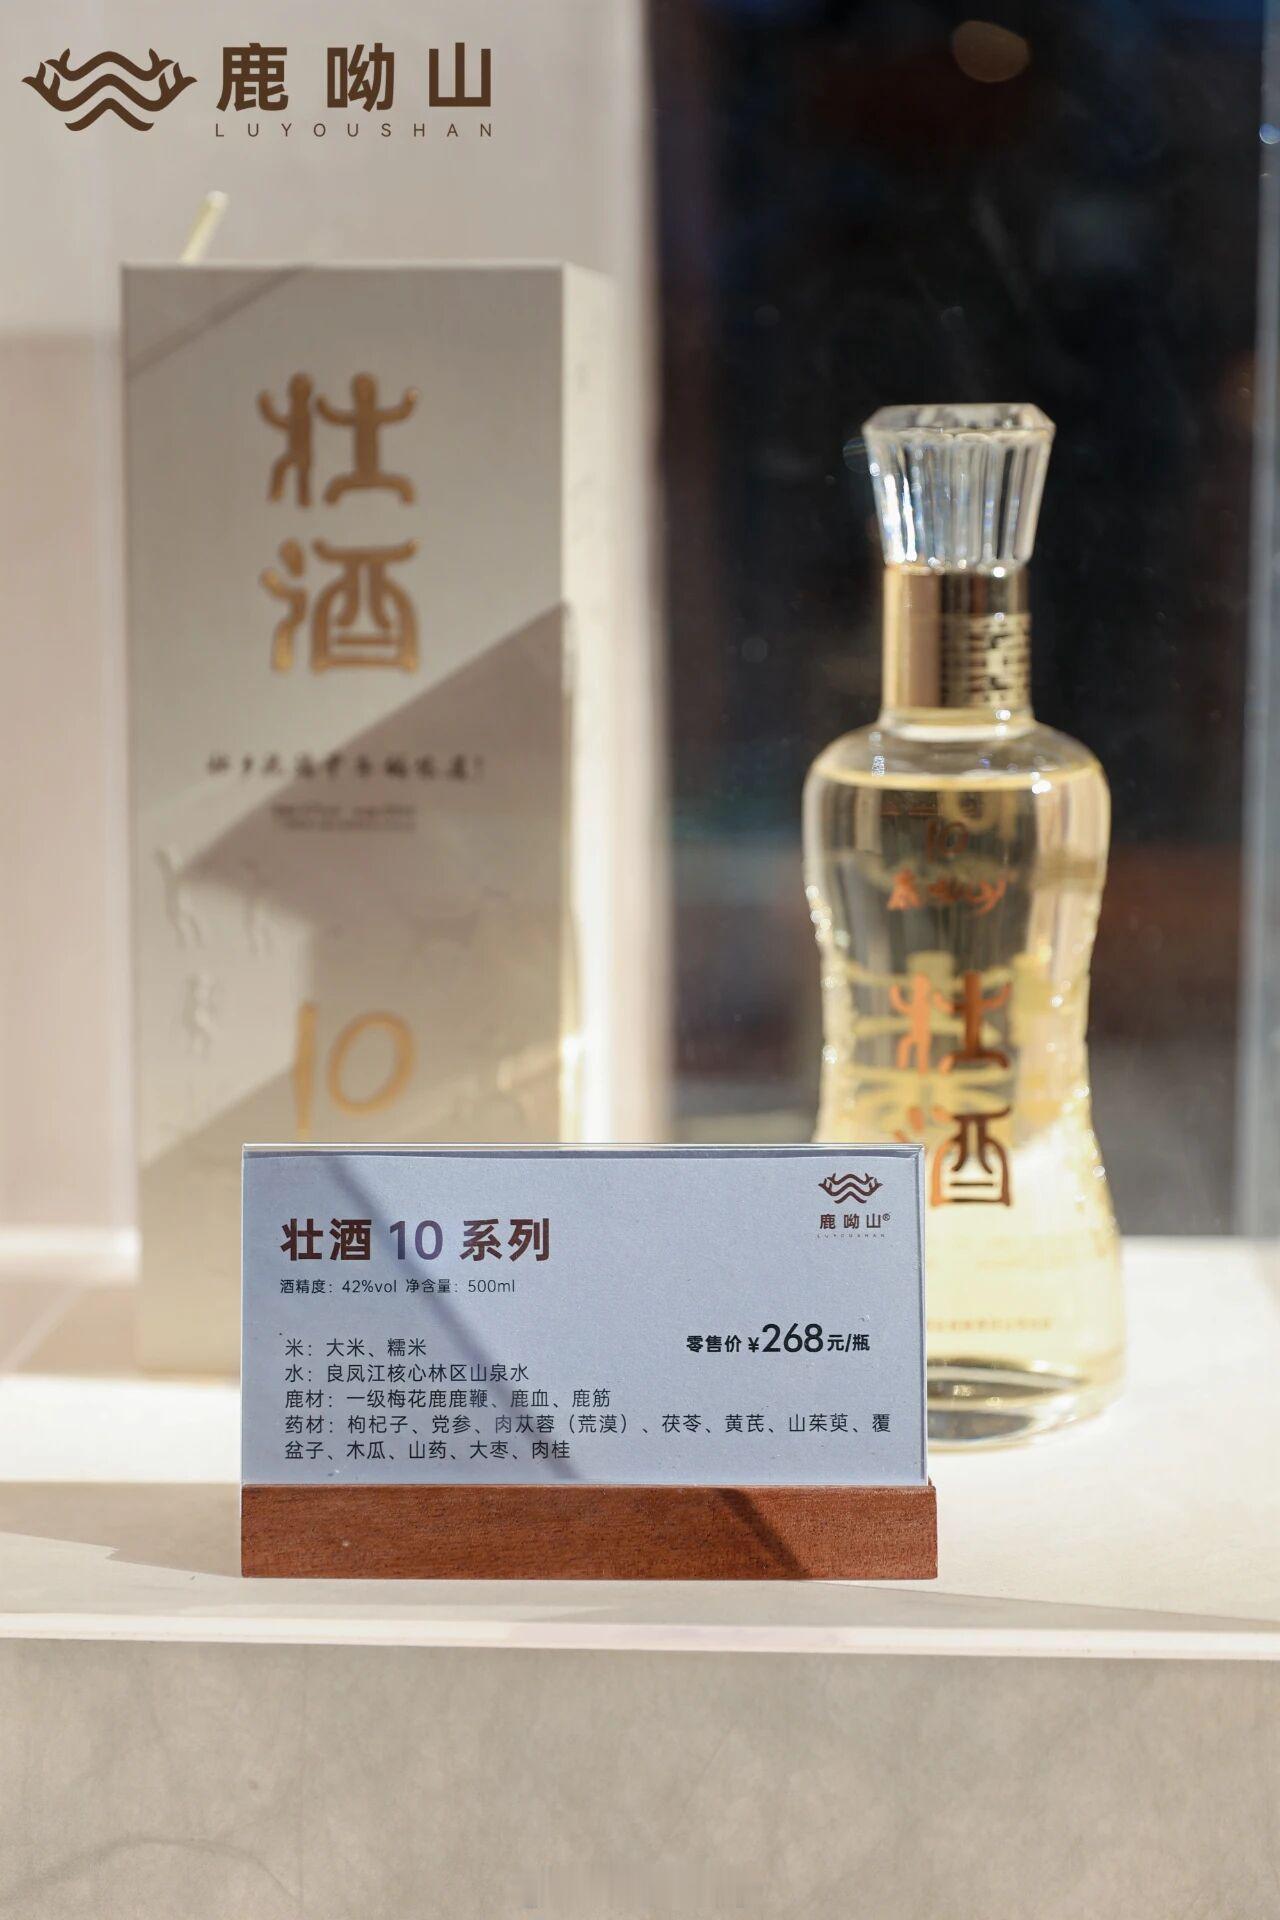 鹿呦山
LUYOUSHAN
壮
酒
10
10
壮
酒
鹿呦山®
LUYOUSHAN
壮酒 10 系列
酒精度：42%vol 净含量：500ml
米：大米、糯米
零售价 ¥268元/瓶
水：良凤江核心林区山泉水
鹿材：一级梅花鹿鹿鞭、鹿血、鹿筋
药材：枸杞子、党参、肉苁蓉（荒漠）、茯苓、黄芪、山茱萸、覆
盆子、木瓜、山药、大枣、肉桂